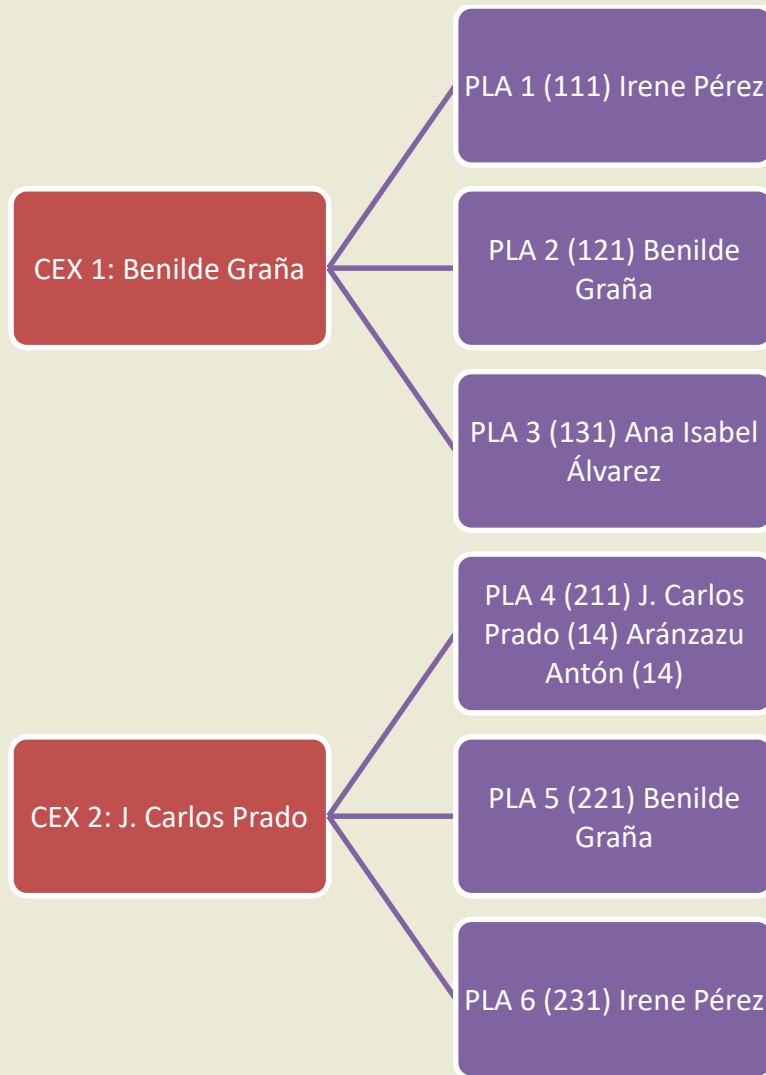 CEX 1: Benilde Graña
PLA 1 (111) Irene Pérez
PLA 2 (121) Benilde
Graña
PLA 3 (131) Ana Isabel
Álvarez
CEX 2: J. Carlos Prado
PLA 4 (211) J. Carlos
Prado (14) Aránzazu
Antón (14)
PLA 5 (221) Benilde
Graña
PLA 6 (231) Irene Pérez